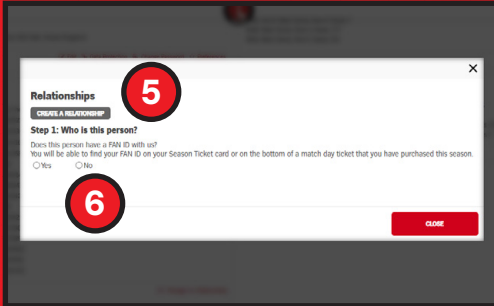 ×
Relationships
5
CREATE A RELATIONSHIP
Step 1: Who is this person?
Does this person have a FAN ID with us?
You will be able to find your FAN ID on your Season Ticket card or on the bottom of a match day ticket that you have purchased this season.
Yes No
6
CLOSE